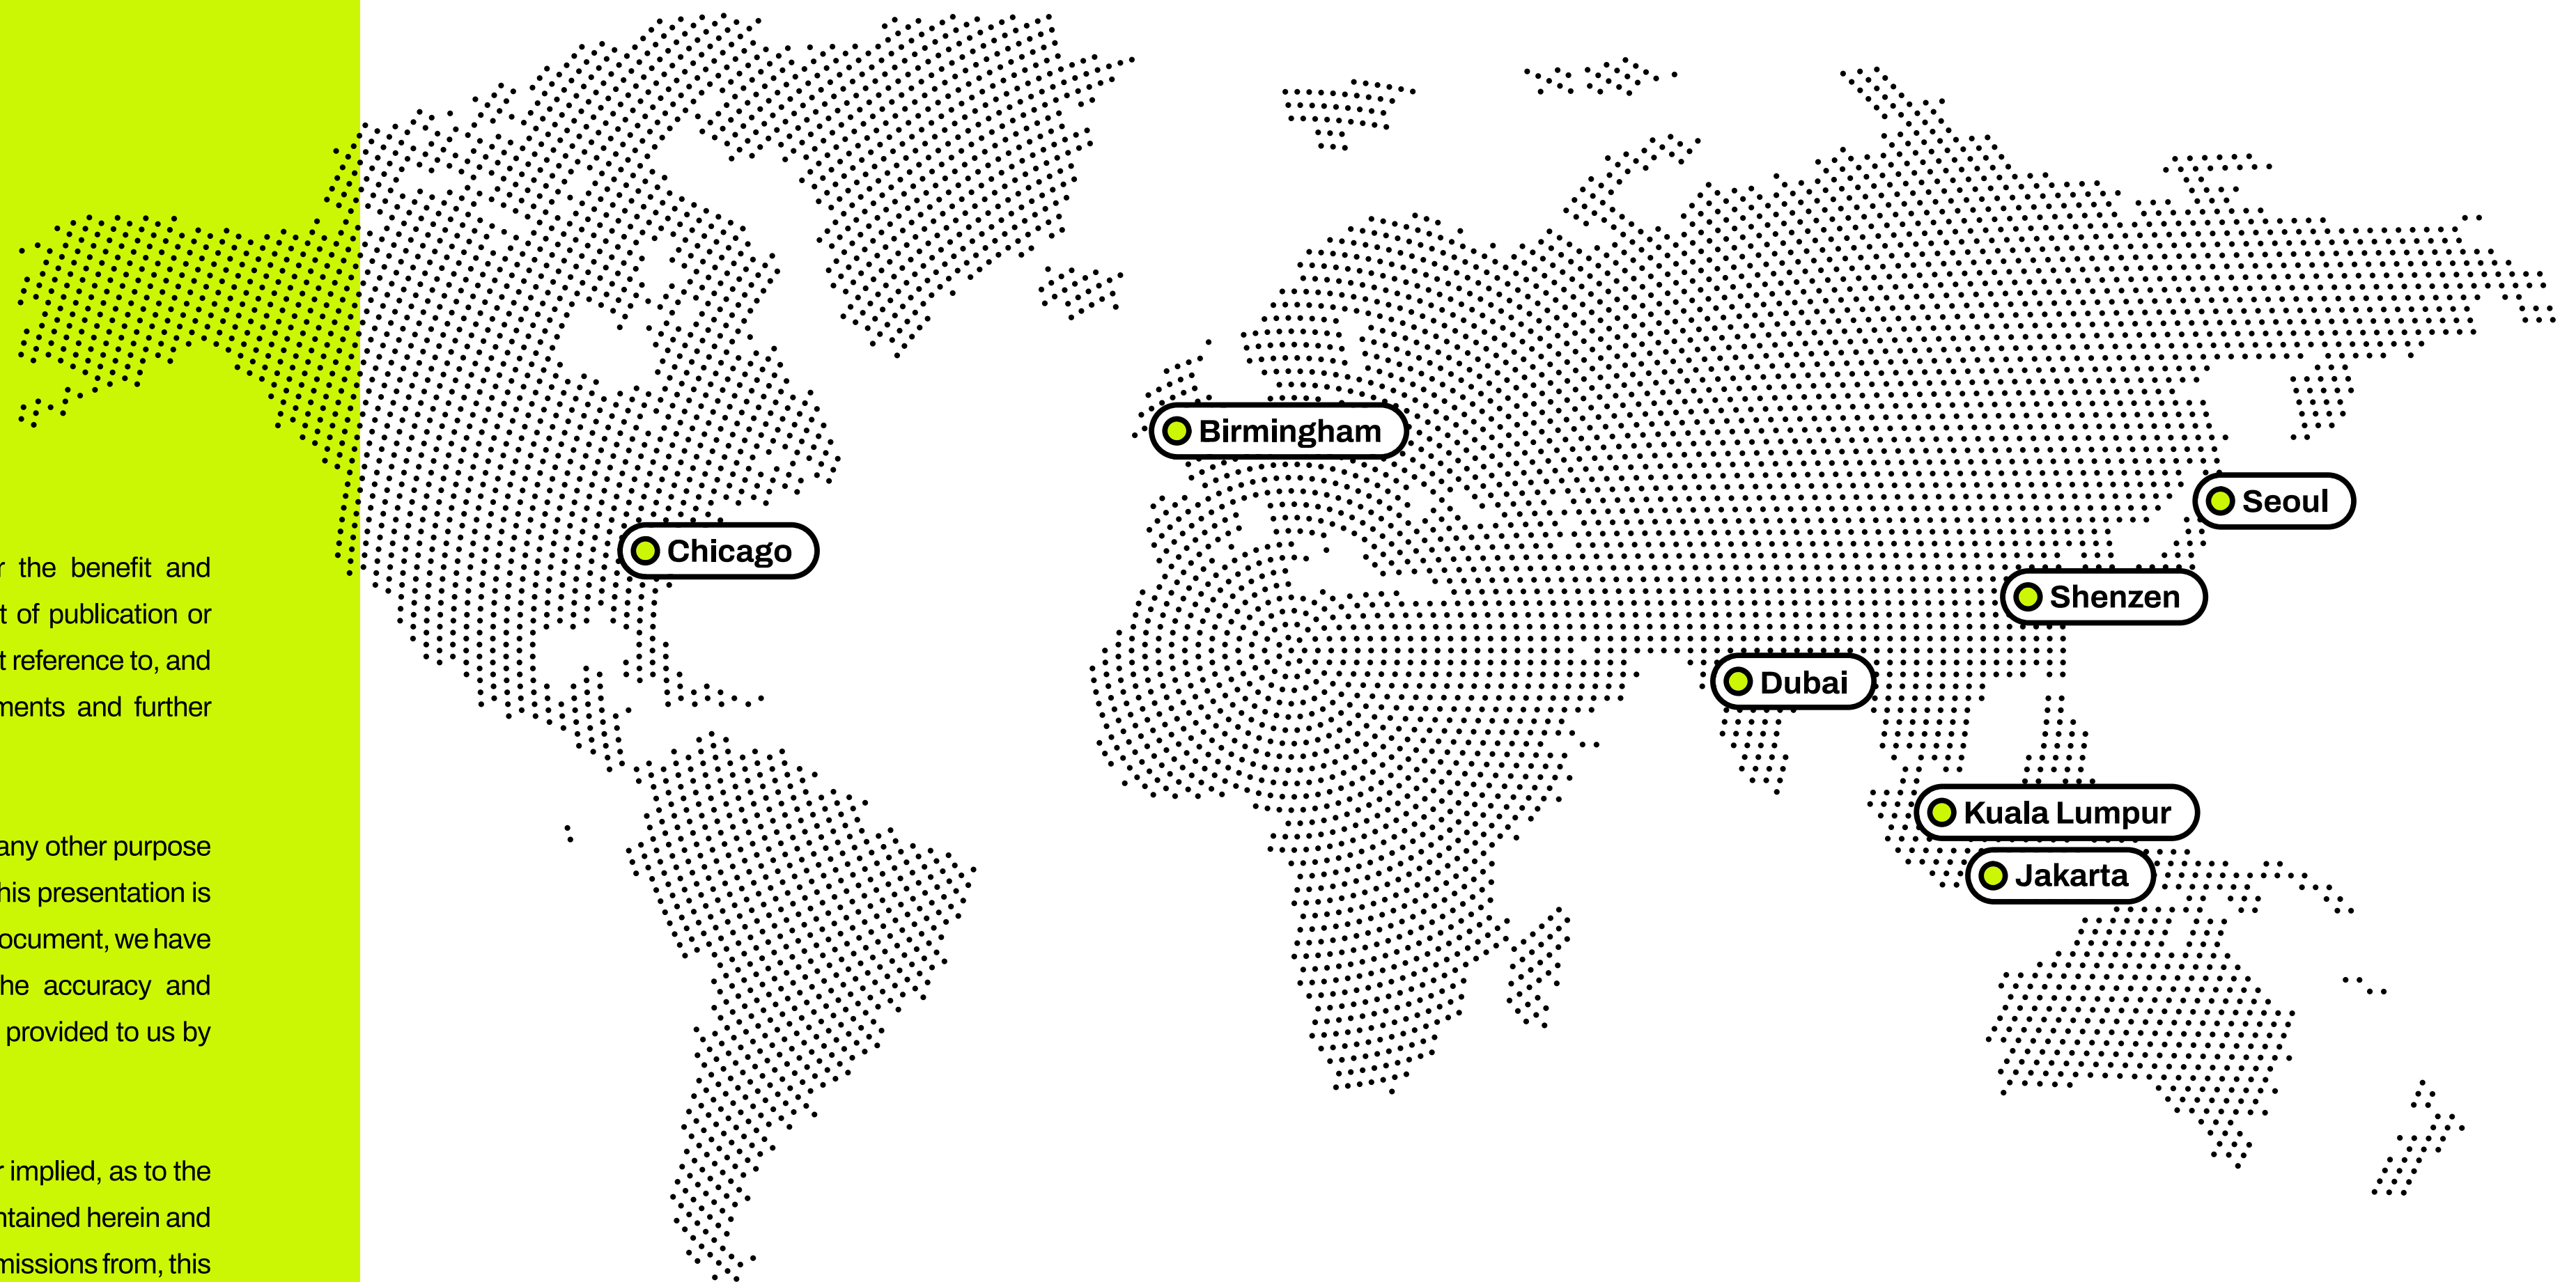 the benefit and
t of publication or
t reference to, and
ments and further
any other purpose
his presentation is
ocument, we have
he accuracy and
provided to us by
r implied, as to the
ntained herein and
missions from, this
Birmingham
Seoul
Chicago
Shenzen
Dubai
Kuala Lumpur
Jakarta